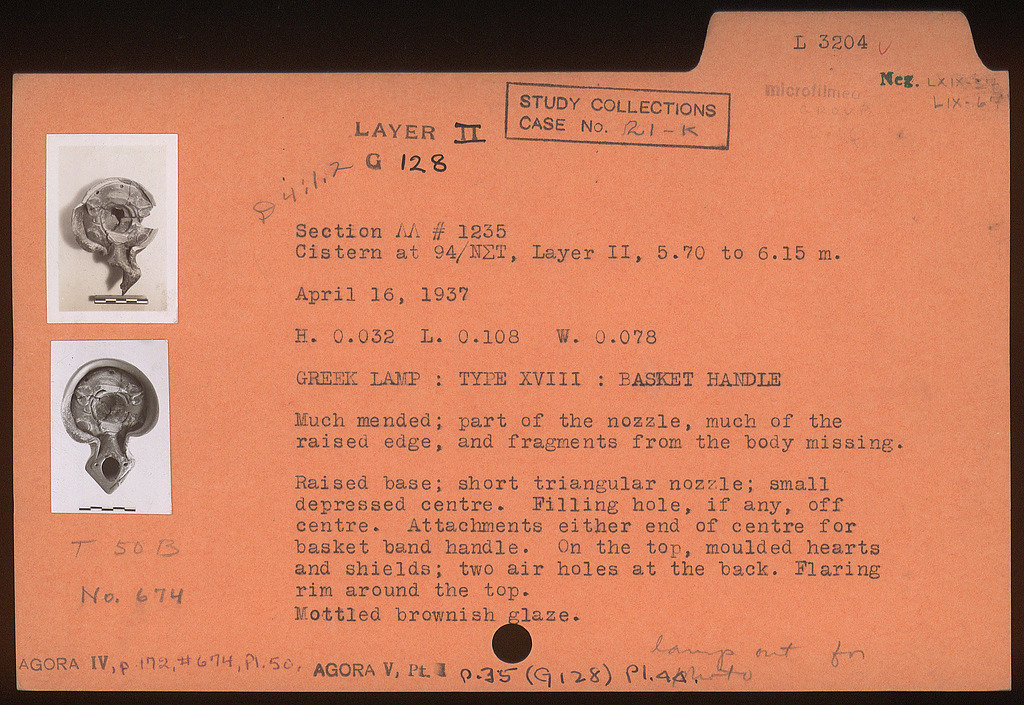 L 3204 ✓
Neg. LXIX-37
LIX-67
microfilmed
STUDY COLLECTIONS
CASE No. 21-K
LAYER II
G 128
D 4:1.2
Section ΛΛ # 1235
Cistern at 94/ΝΣΤ, Layer II, 5.70 to 6.15 m.
April 16, 1937
H. 0.032 L. 0.108 W. 0.078
GREEK LAMP : TYPE XVIII : BASKET HANDLE
Much mended; part of the nozzle, much of the
raised edge, and fragments from the body missing.
Raised base; short triangular nozzle; small
depressed centre. Filling hole, if any, off
centre. Attachments either end of centre for
basket band handle. On the top, moulded hearts
and shields; two air holes at the back. Flaring
rim around the top.
Mottled brownish glaze.
T 50 B
No. 674
lamp out for
photo
AGORA IV, p 172, #674, Pl. 50.
AGORA V, Pt. p.35 (G128) Pl.44.